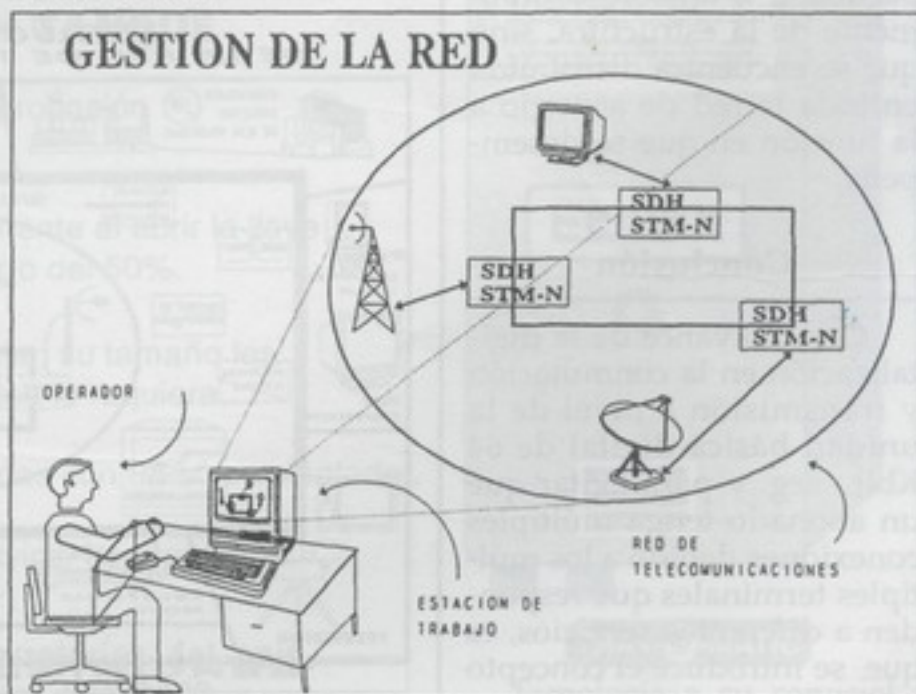 GESTION DE LA RED
SDH
STM-N
SDH
STM-N
SDH
STM-N
OPERADOR
RED DE
TELECOMUNICACIONES
ESTACION DE
TRABAJO